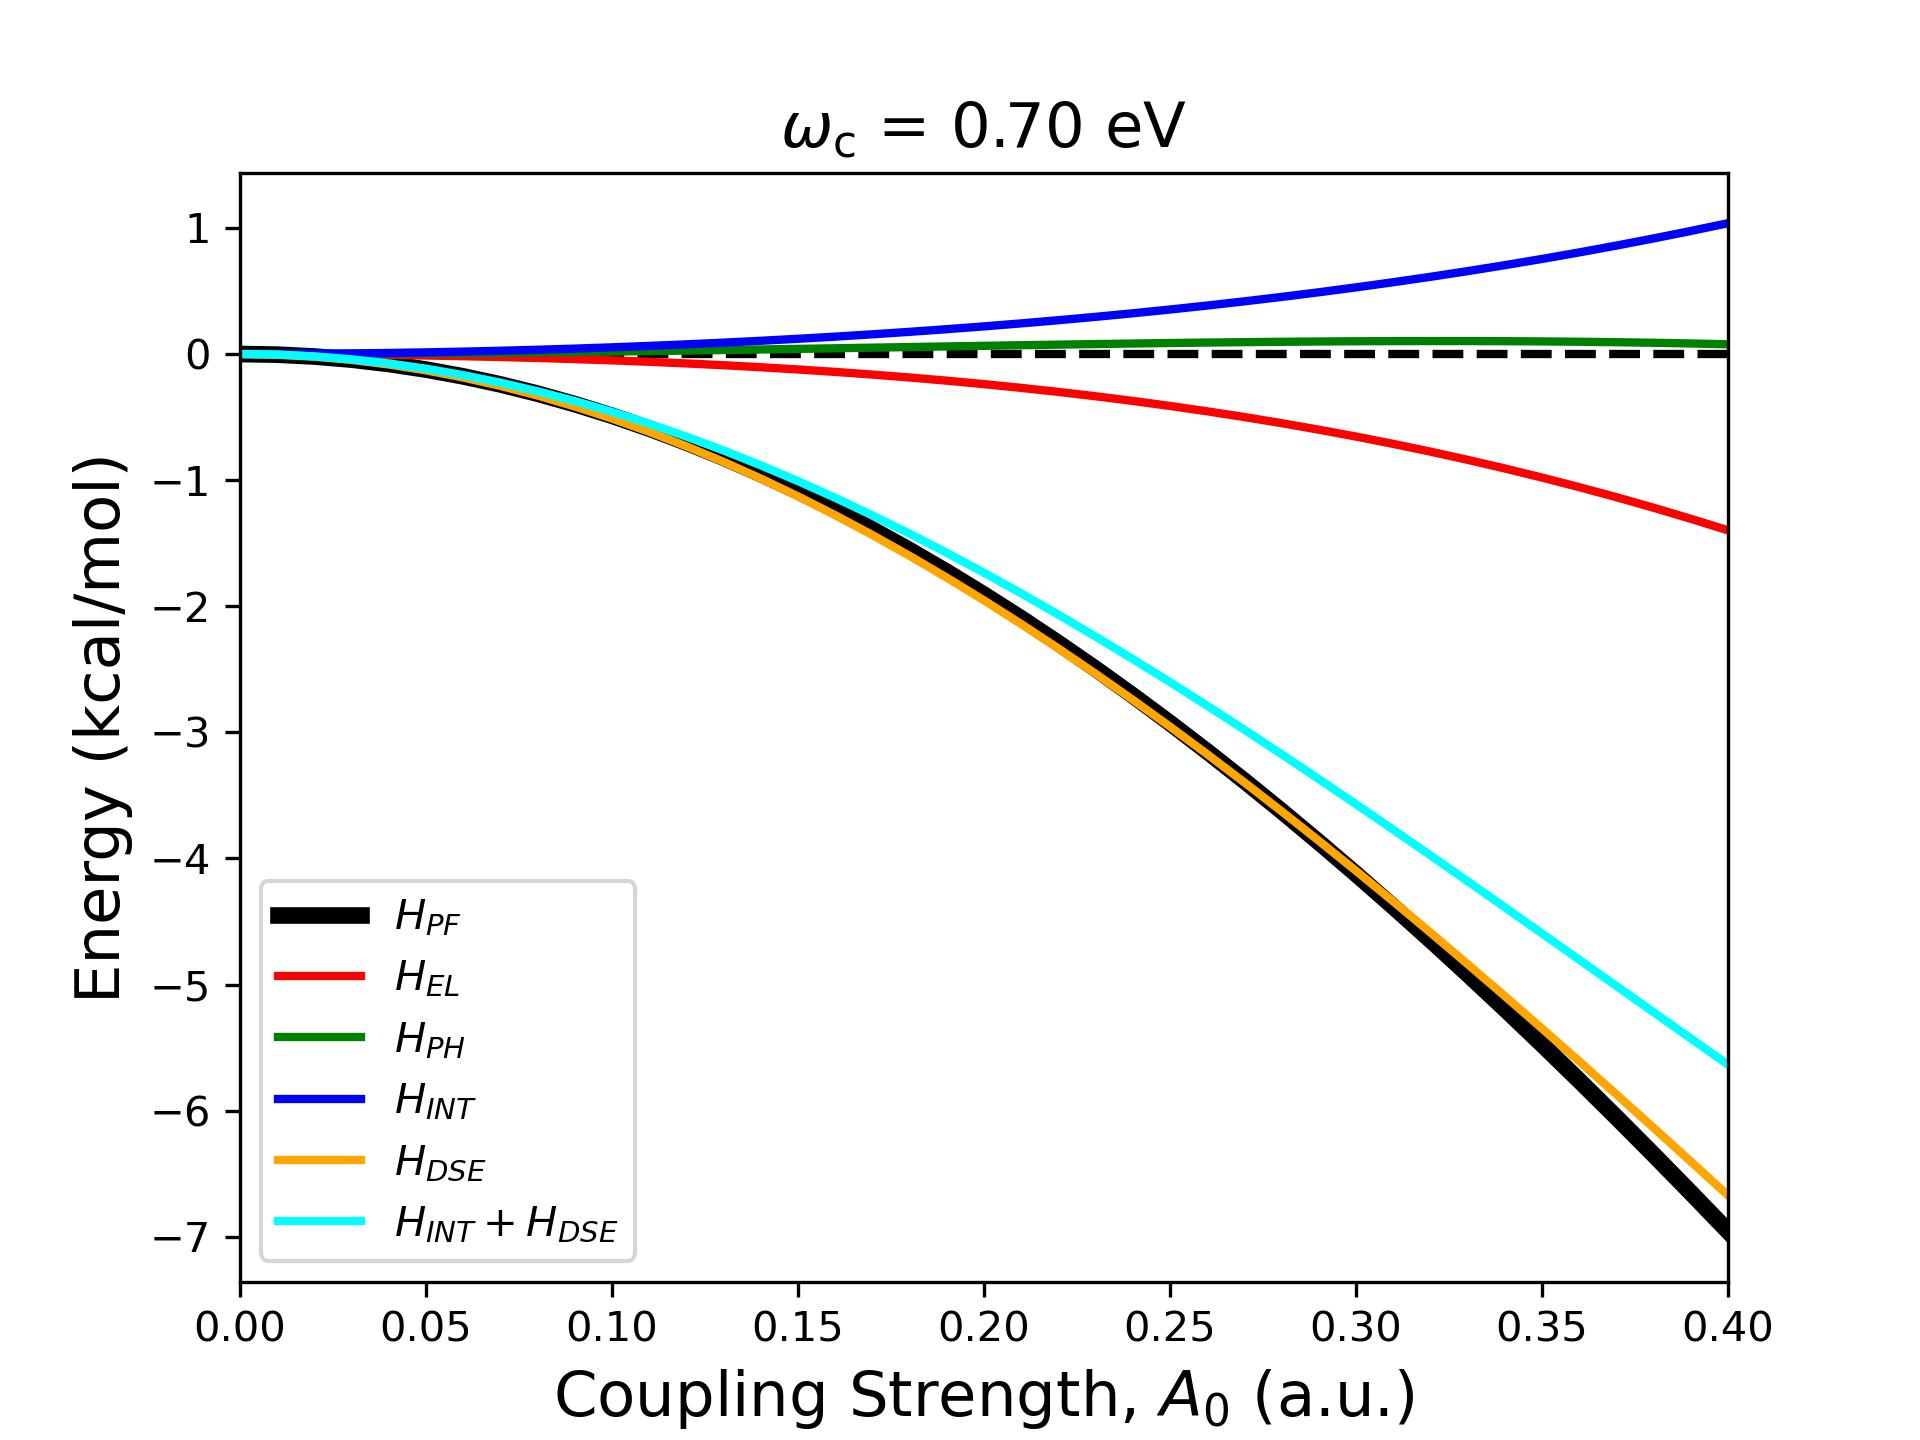 ω_c = 0.70 eV
Energy (kcal/mol)
1
0
−1
−2
−3
−4
−5
−6
−7
H_PF
H_EL
H_PH
H_INT
H_DSE
H_INT + H_DSE
0.00 0.05 0.10 0.15 0.20 0.25 0.30 0.35 0.40
Coupling Strength, A_0 (a.u.)